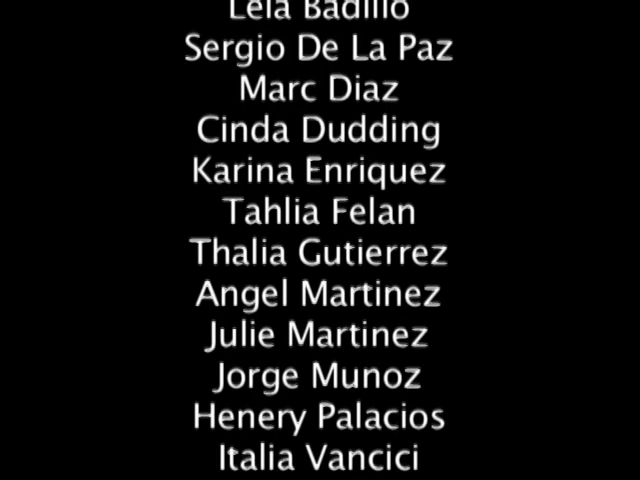 Lela Badillo
Sergio De La Paz
Marc Diaz
Cinda Dudding
Karina Enriquez
Tahlia Felan
Thalia Gutierrez
Angel Martinez
Julie Martinez
Jorge Munoz
Henery Palacios
Italia Vancici